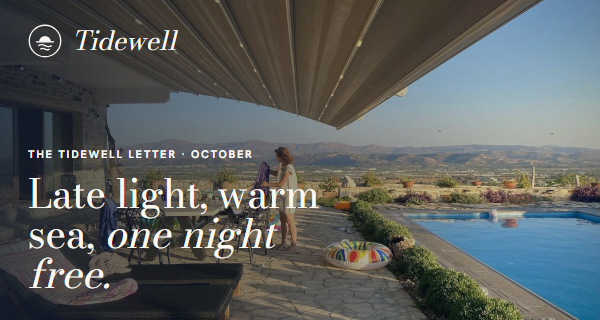 Tidewell
THE TIDEWELL LETTER · OCTOBER
Late light, warm
sea, one night
free.